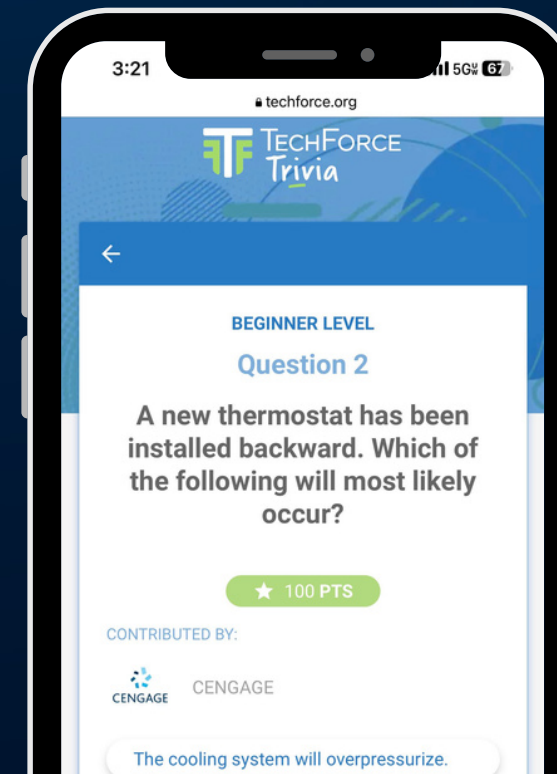 3:21
5G
67
techforce.org
TECHFORCE
Trivia
BEGINNER LEVEL
Question 2
A new thermostat has been
installed backward. Which of
the following will most likely
occur?
100 PTS
CONTRIBUTED BY:
CENGAGE
CENGAGE
The cooling system will overpressurize.